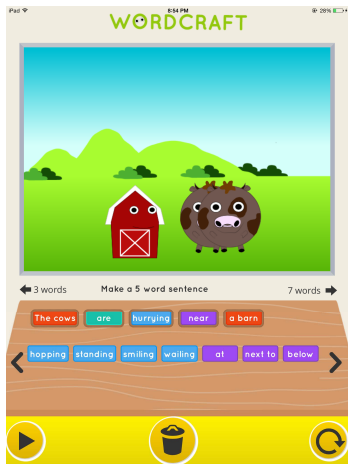 iPad
8:54 PM
28%
WORDCRAFT
3 words
Make a 5 word sentence
7 words
The cows are hurrying near a barn
hopping standing smiling wailing at next to below